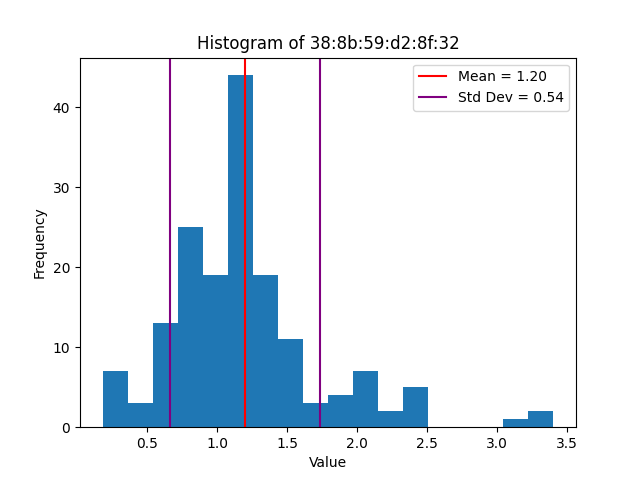 Histogram of 38:8b:59:d2:8f:32
Mean = 1.20
Std Dev = 0.54
Frequency
40
30
20
10
0
0.5 1.0 1.5 2.0 2.5 3.0 3.5
Value